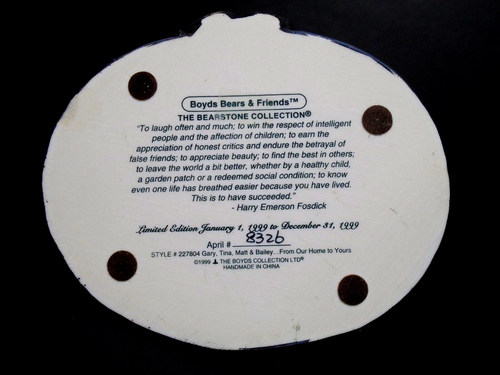 Boyds Bears & Friends™
THE BEARSTONE COLLECTION®
"To laugh often and much; to win the respect of intelligent
people and the affection of children; to earn the
appreciation of honest critics and endure the betrayal of
false friends; to appreciate beauty; to find the best in others;
to leave the world a bit better, whether by a healthy child,
a garden patch or a redeemed social condition; to know
even one life has breathed easier because you have lived.
This is to have succeeded."
- Harry Emerson Fosdick
Limited Edition January 1, 1999 to December 31, 1999
April # 8326
STYLE # 227804 Gary, Tina, Matt & Bailey...From Our Home to Yours
©1999 THE BOYDS COLLECTION LTD®
HANDMADE IN CHINA